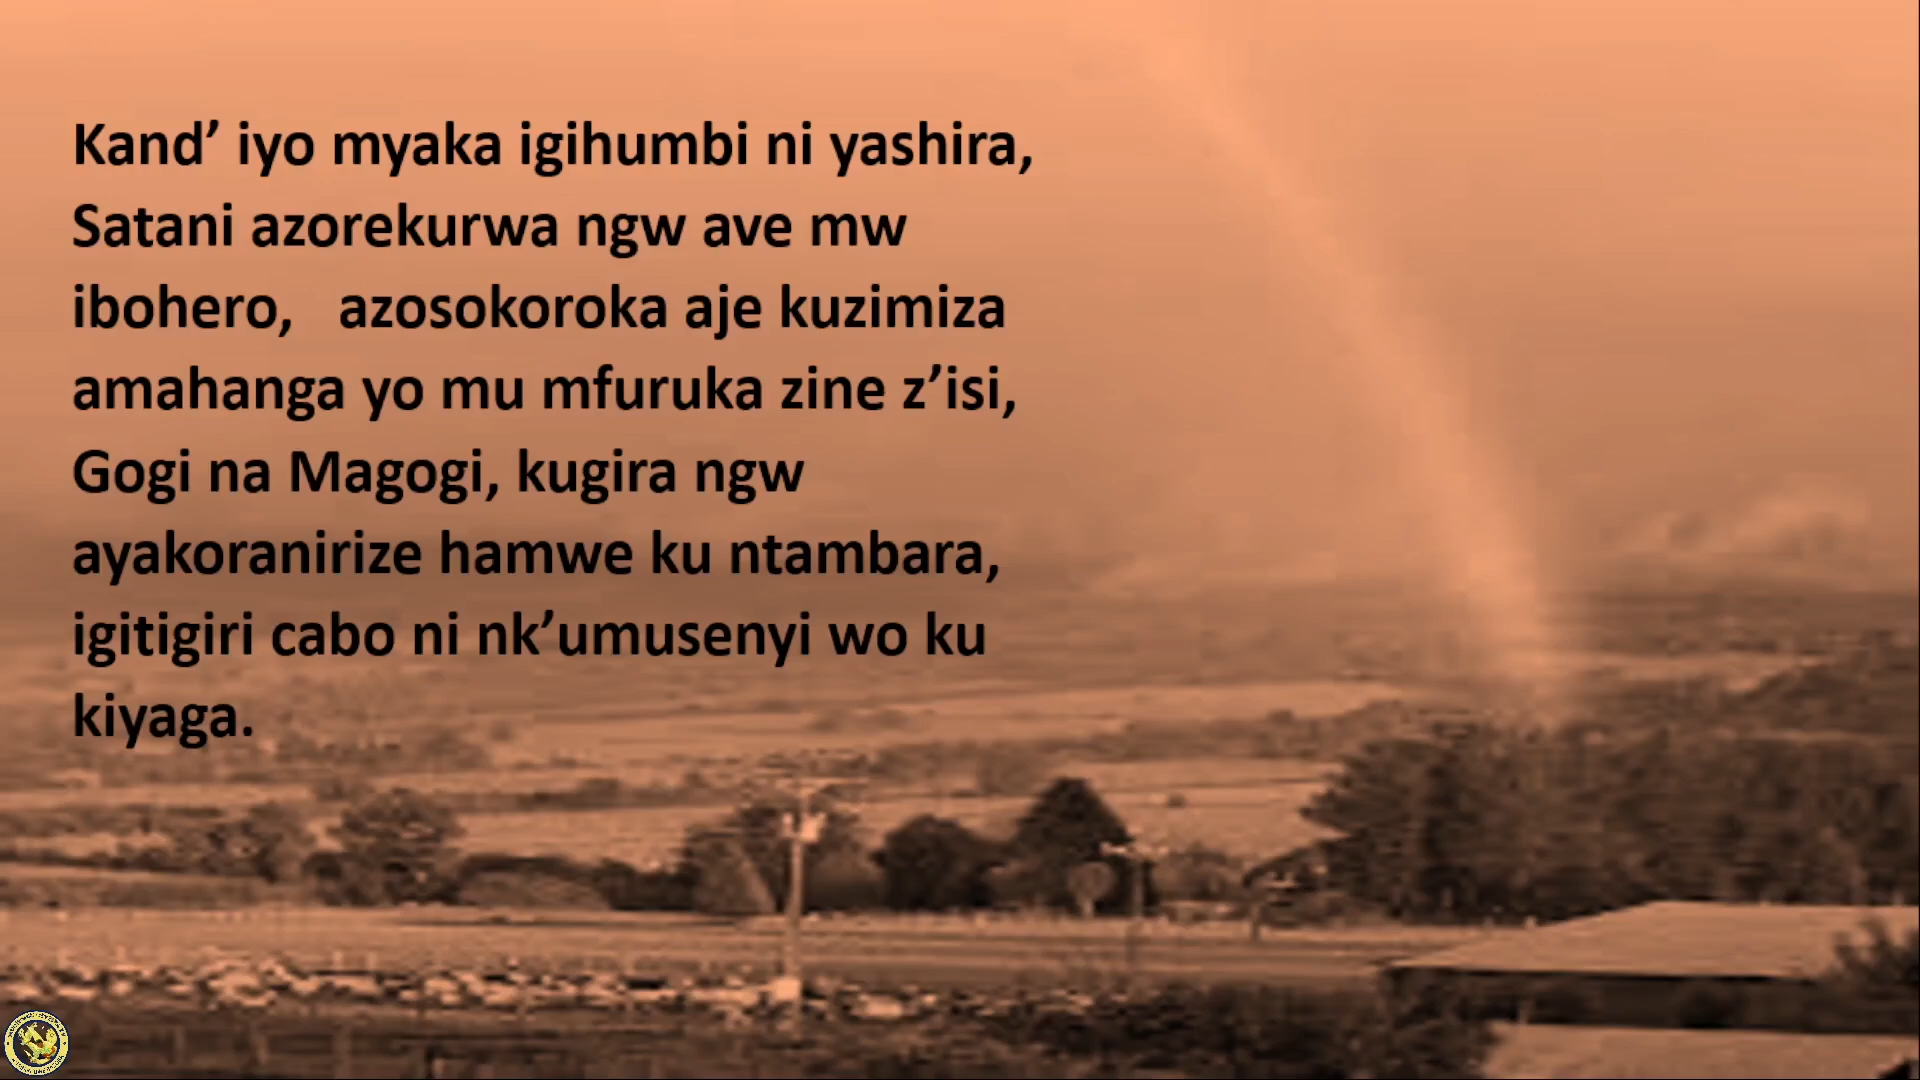 Kand’ iyo myaka igihumbi ni yashira,
Satani azorekurwa ngw ave mw
ibohero, azosokoroka aje kuzimiza
amahanga yo mu mfuruka zine z’isi,
Gogi na Magogi, kugira ngw
ayakoranirize hamwe ku ntambara,
igitigiri cabo ni nk’umusenyi wo ku
kiyaga.